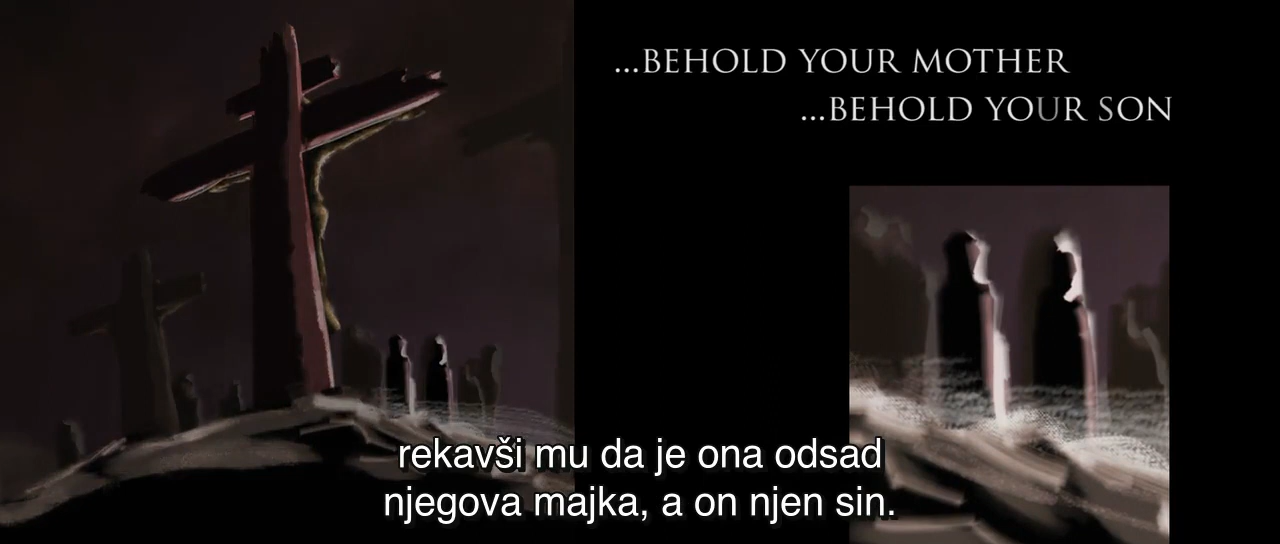 ...BEHOLD YOUR MOTHER
...BEHOLD YOUR SON
rekavši mu da je ona odsad
njegova majka, a on njen sin.